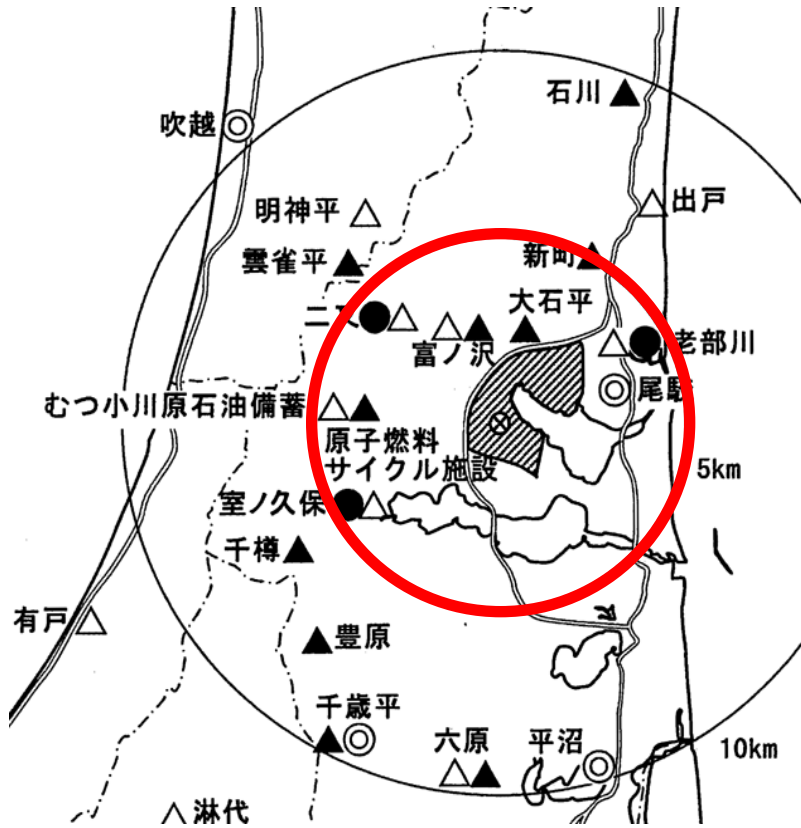 石川
吹越
明神平
出戸
雲雀平
新町
二又
大石平
富ノ沢
老部川
尾駮
むつ小川原石油備蓄
原子燃料
サイクル施設
5km
室ノ久保
千樽
有戸
豊原
千歳平
六原
平沼
10km
淋代